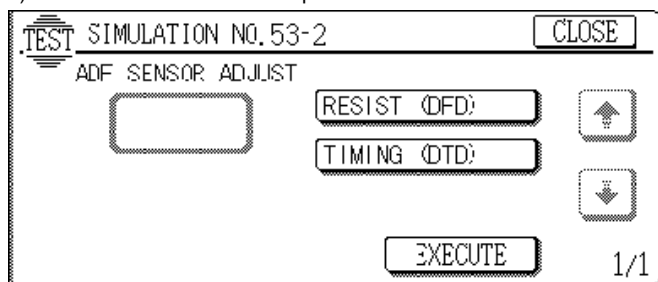 TEST SIMULATION NO.53-2 CLOSE
ADF SENSOR ADJUST
RESIST (DFD)
TIMING (DTD)
EXECUTE 1/1